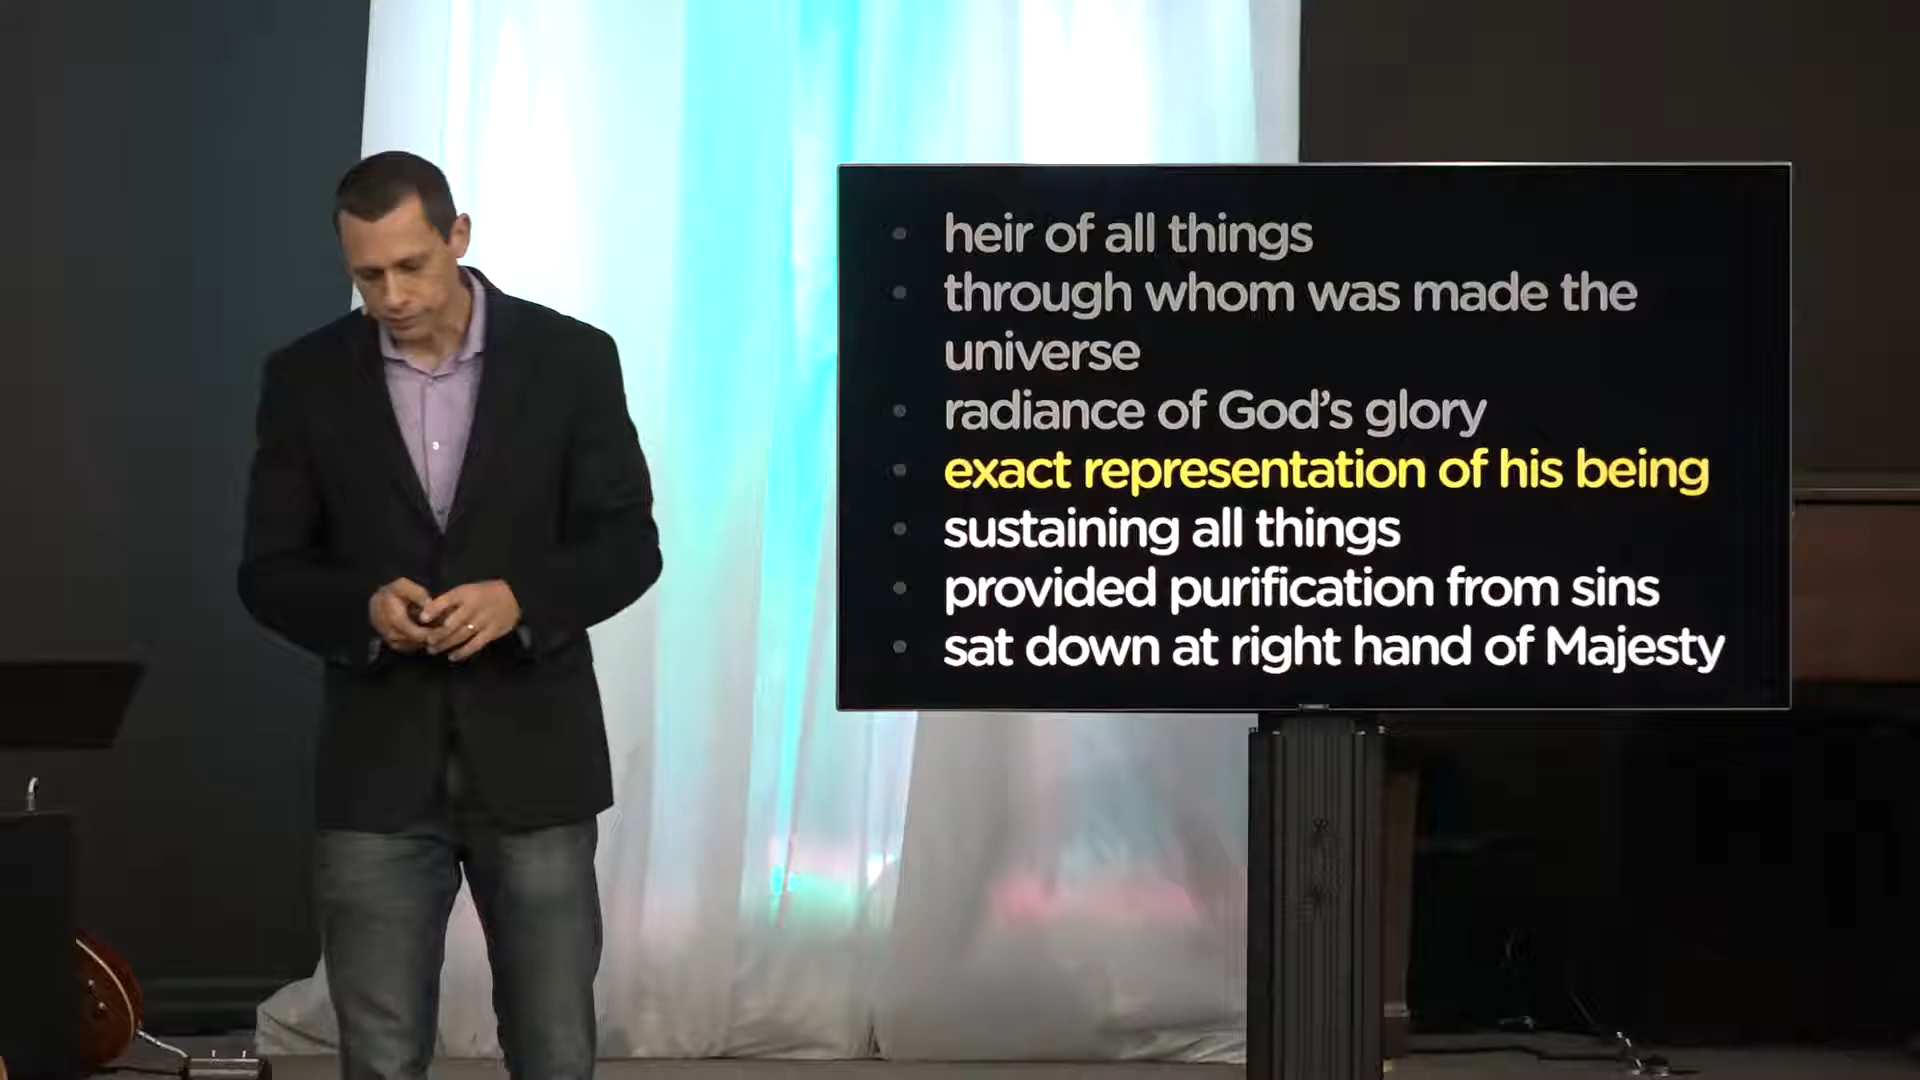 • heir of all things
• through whom was made the
universe
• radiance of God’s glory
• exact representation of his being
• sustaining all things
• provided purification from sins
• sat down at right hand of Majesty